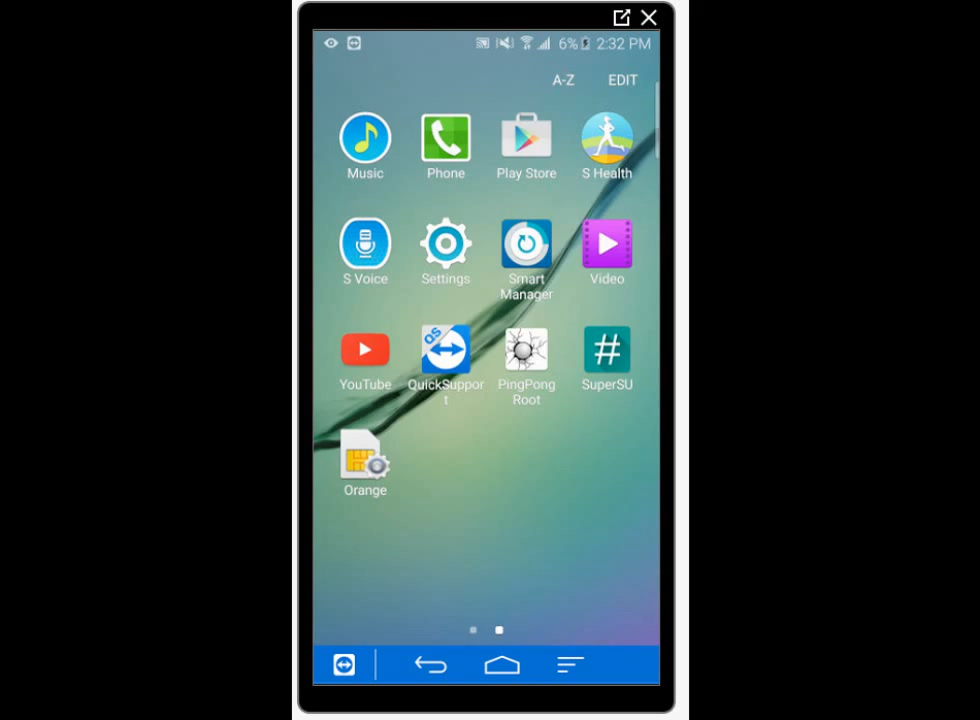 6% 2:32 PM
A-Z EDIT
Music Phone Play Store S Health
S Voice Settings Smart Manager Video
QS
YouTube QuickSupport PingPong Root SuperSU
#
Orange